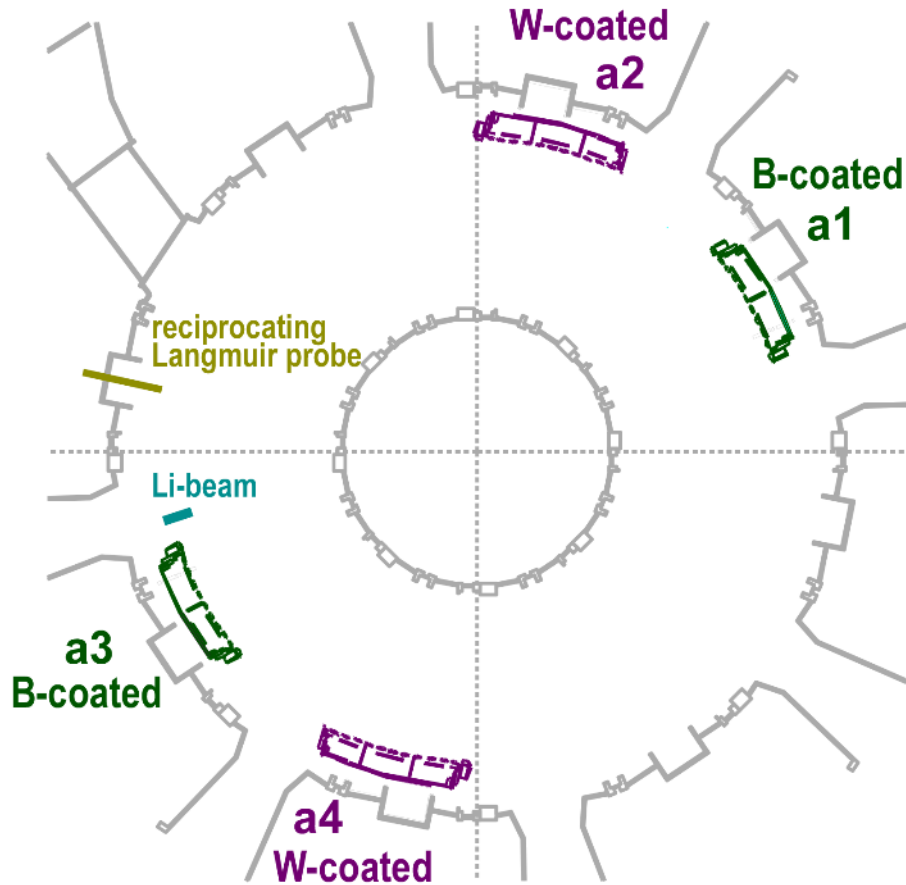 W-coated
a2
B-coated
a1
reciprocating
Langmuir probe
Li-beam
a3
B-coated
a4
W-coated